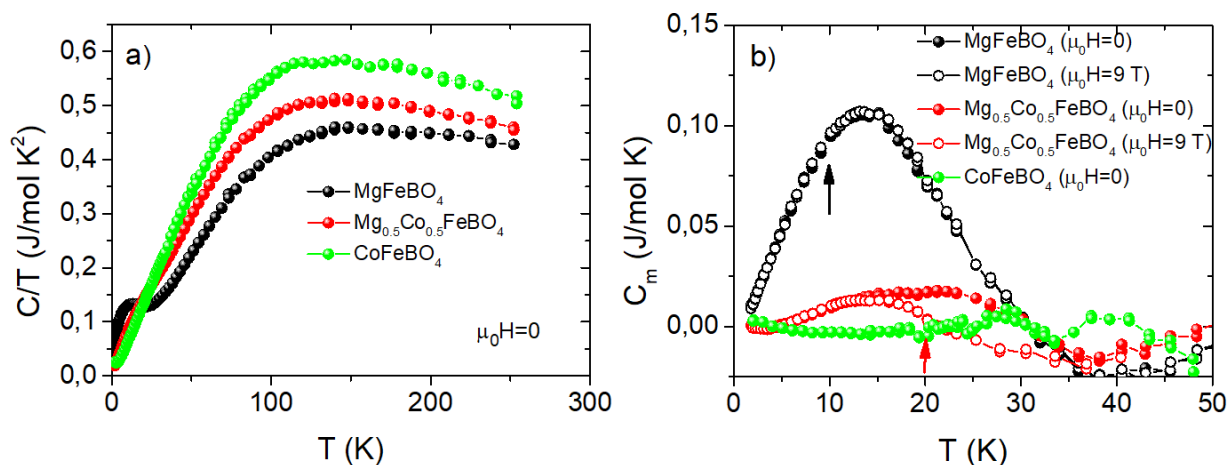 a)
C/T (J/mol K²)
0,6
0,5
0,4
0,3
0,2
0,1
0,0
MgFeBO₄
Mg₀.₅Co₀.₅FeBO₄
CoFeBO₄
μ₀H=0
0 100 200 300
T (K)
b)
Cₘ (J/mol K)
0,15
0,10
0,05
0,00
MgFeBO₄ (μ₀H=0)
MgFeBO₄ (μ₀H=9 T)
Mg₀.₅Co₀.₅FeBO₄ (μ₀H=0)
Mg₀.₅Co₀.₅FeBO₄ (μ₀H=9 T)
CoFeBO₄ (μ₀H=0)
0 10 20 30 40 50
T (K)